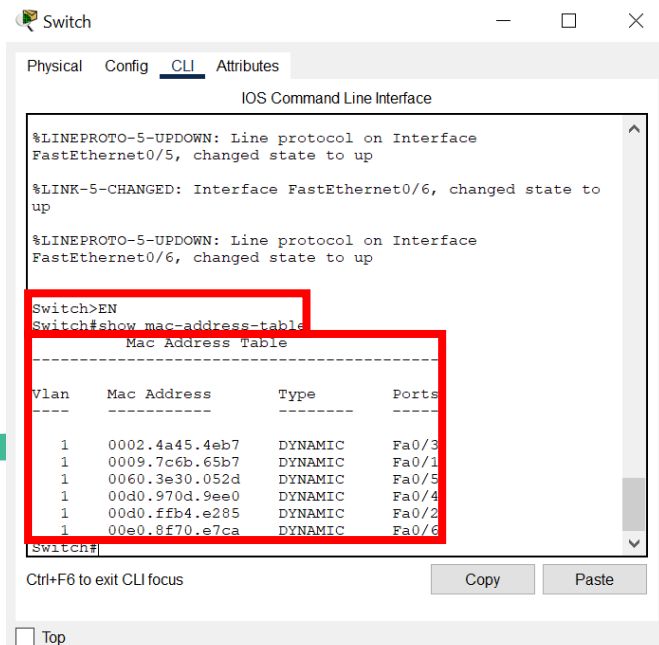 Switch
Physical Config CLI Attributes
IOS Command Line Interface
%LINEPROTO-5-UPDOWN: Line protocol on Interface
FastEthernet0/5, changed state to up
%LINK-5-CHANGED: Interface FastEthernet0/6, changed state to
up
%LINEPROTO-5-UPDOWN: Line protocol on Interface
FastEthernet0/6, changed state to up
Switch>EN
Switch#show mac-address-table
Mac Address Table
-------------------------------------------
Vlan Mac Address Type Ports
---- ----------- -------- -----
1 0002.4a45.4eb7 DYNAMIC Fa0/3
1 0009.7c6b.65b7 DYNAMIC Fa0/1
1 0060.3e30.052d DYNAMIC Fa0/5
1 00d0.970d.9ee0 DYNAMIC Fa0/4
1 00d0.ffb4.e285 DYNAMIC Fa0/2
1 00e0.8f70.e7ca DYNAMIC Fa0/6
Switch#
Ctrl+F6 to exit CLI focus Copy Paste
Top